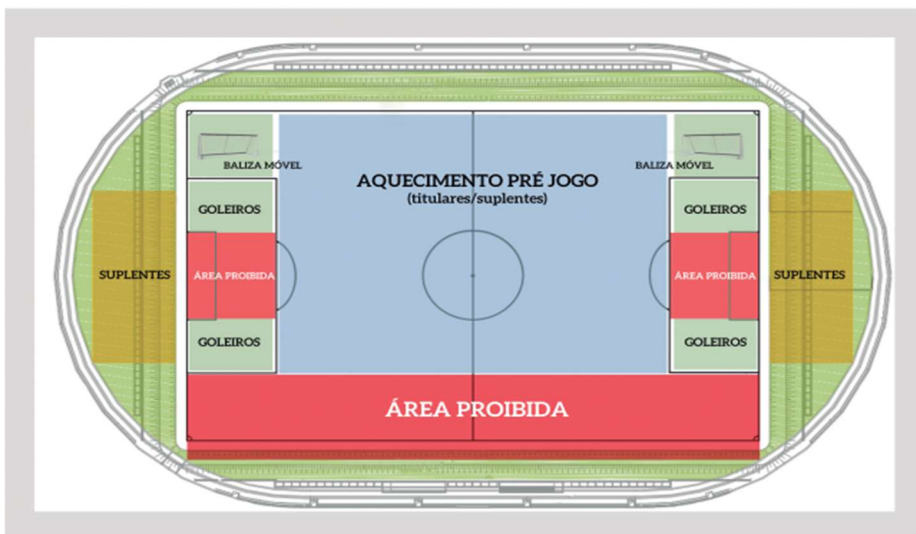 BALIZA MÓVEL
BALIZA MÓVEL
AQUECIMENTO PRÉ JOGO
(titulares/suplentes)
GOLEIROS
GOLEIROS
SUPLENTES
ÁREA PROIBIDA
ÁREA PROIBIDA
SUPLENTES
GOLEIROS
GOLEIROS
ÁREA PROIBIDA